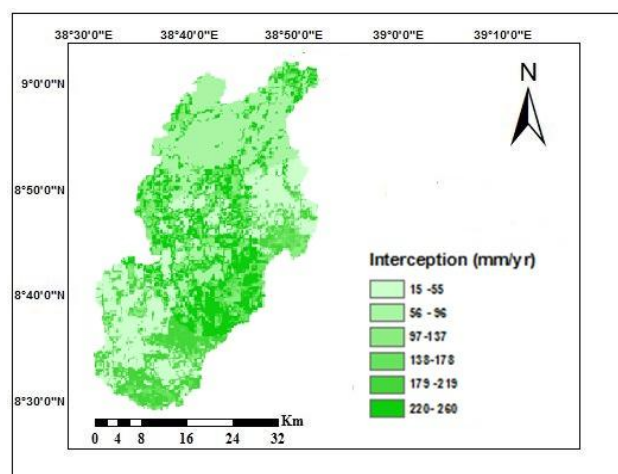 38°30'0"E 38°40'0"E 38°50'0"E 39°0'0"E 39°10'0"E
9°0'0"N
N
8°50'0"N
Interception (mm/yr)
15 -55
8°40'0"N
56 - 96
97-137
138-178
179 -219
220- 260
8°30'0"N
Km
0 4 8 16 24 32